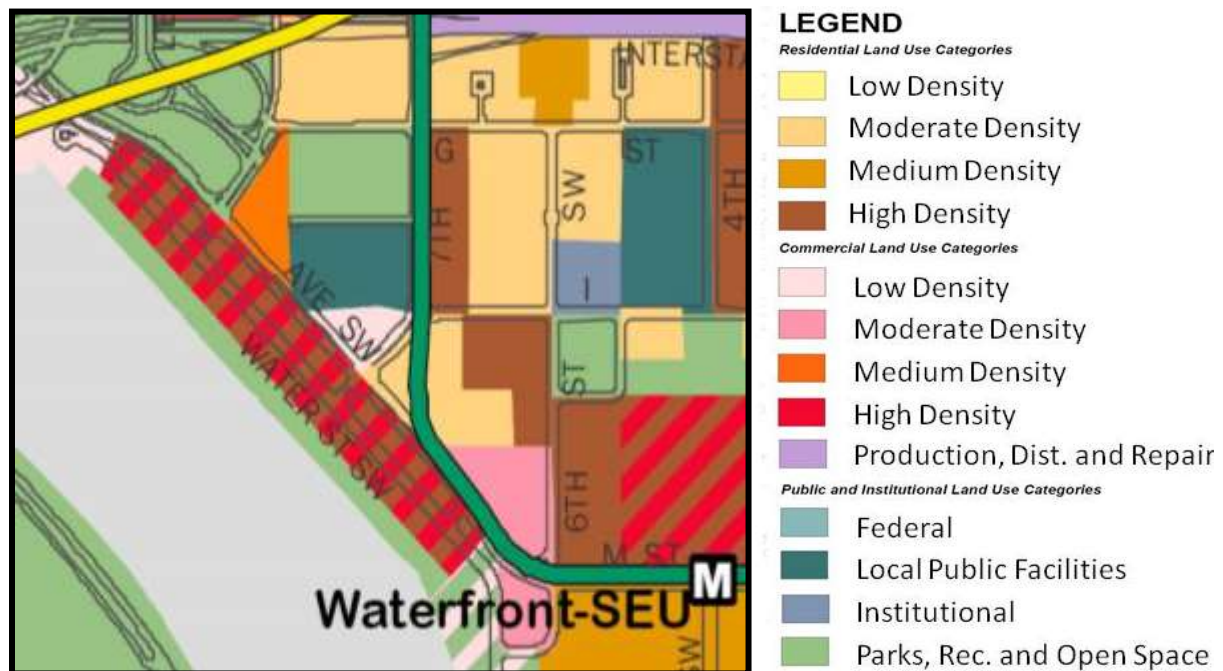 INTERSTA
G
ST
SW
7TH
4TH
I
AVE SW
ST
WATER ST SW
6TH
M ST
M
Waterfront-SEU
SW
LEGEND
Residential Land Use Categories
Low Density
Moderate Density
Medium Density
High Density
Commercial Land Use Categories
Low Density
Moderate Density
Medium Density
High Density
Production, Dist. and Repair
Public and Institutional Land Use Categories
Federal
Local Public Facilities
Institutional
Parks, Rec. and Open Space